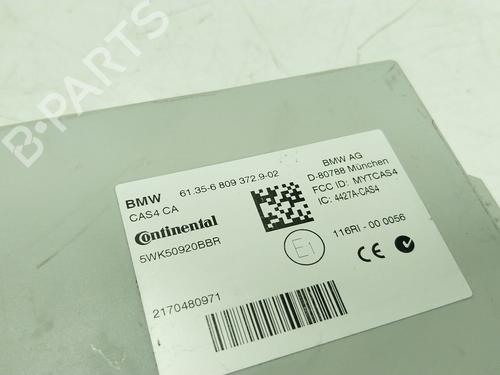 B-PARTS
BMW 61.35-6 809 372.9-02
CAS4 CA
Continental
5WK50920BBR
2170480971
BMW AG
D-80788 München
FCC ID: MYTCAS4
IC: 4427A-CAS4
E1
116RI - 00 0056
CE